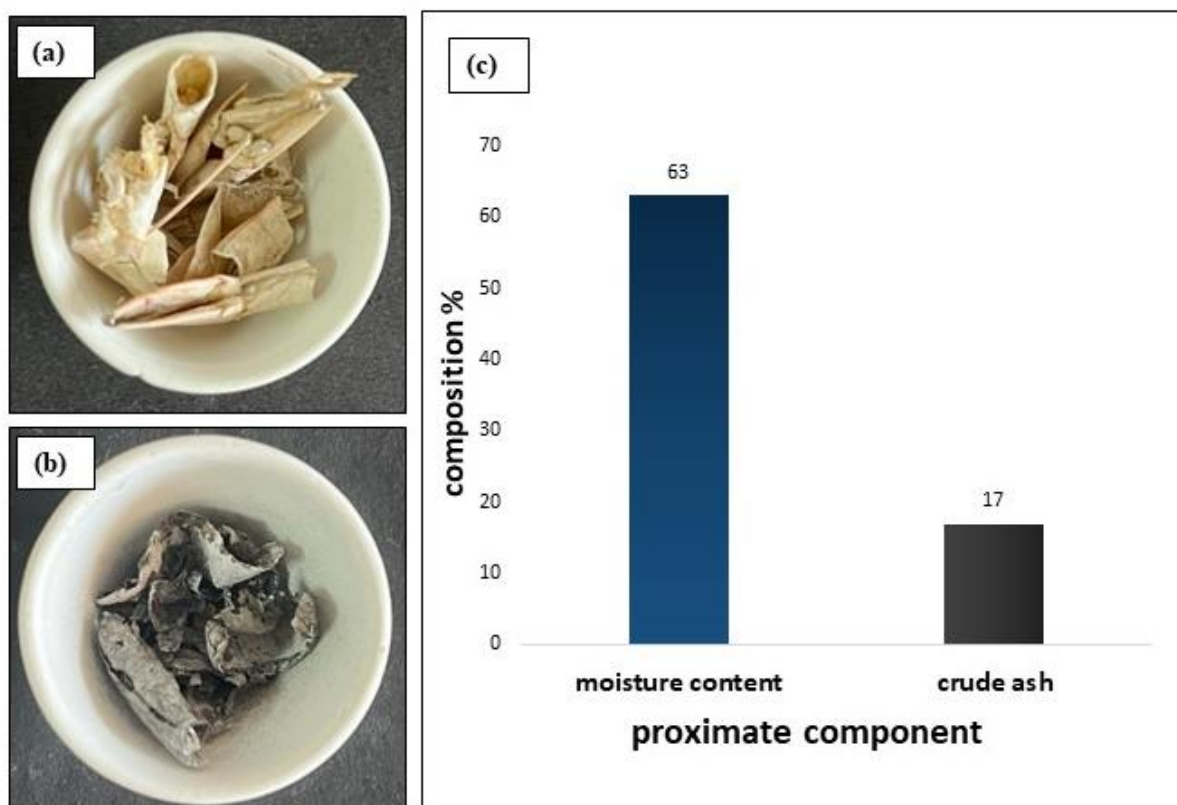 (a)
(b)
(c)
composition %
70
60
50
40
30
20
10
0
63
17
moisture content
crude ash
proximate component